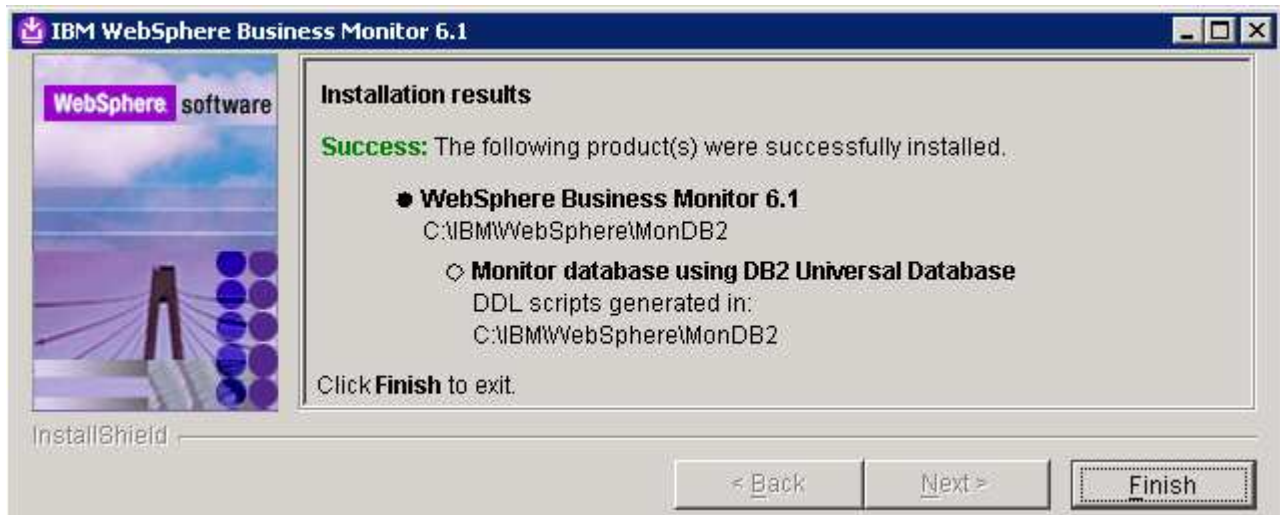 IBM WebSphere Business Monitor 6.1
WebSphere software
Installation results
Success: The following product(s) were successfully installed.
WebSphere Business Monitor 6.1
C:\IBM\WebSphere\MonDB2
Monitor database using DB2 Universal Database
DDL scripts generated in:
C:\IBM\WebSphere\MonDB2
Click Finish to exit.
InstallShield
< Back
Next >
Finish